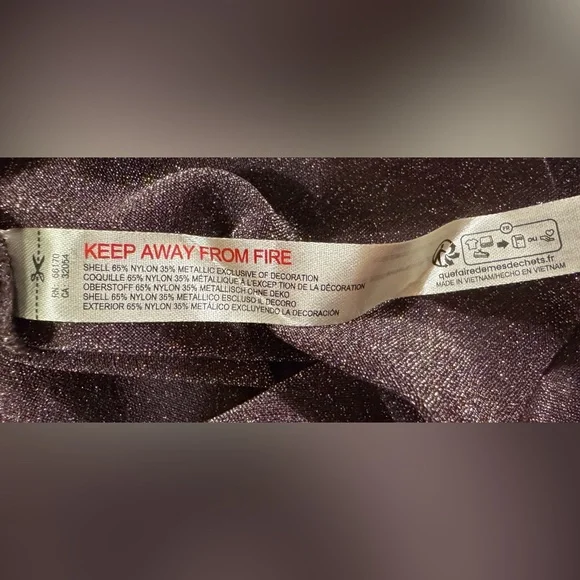 RN 66170
CA 32054
KEEP AWAY FROM FIRE
SHELL 65% NYLON 35% METALLIC EXCLUSIVE OF DECORATION
COQUILLE 65% NYLON 35% MÉTALLIQUE À L'EXCEPTION DE LA DÉCORATION
OBERSTOFF 65% NYLON 35% METALLISCH OHNE DEKO
SHELL 65% NYLON 35% METALLICO ESCLUSO IL DECORO
EXTERIOR 65% NYLON 35% METÁLICO EXCLUYENDO LA DECORACIÓN
FR
OU
quefairedemesdechets.fr
MADE IN VIETNAM/HECHO EN VIETNAM